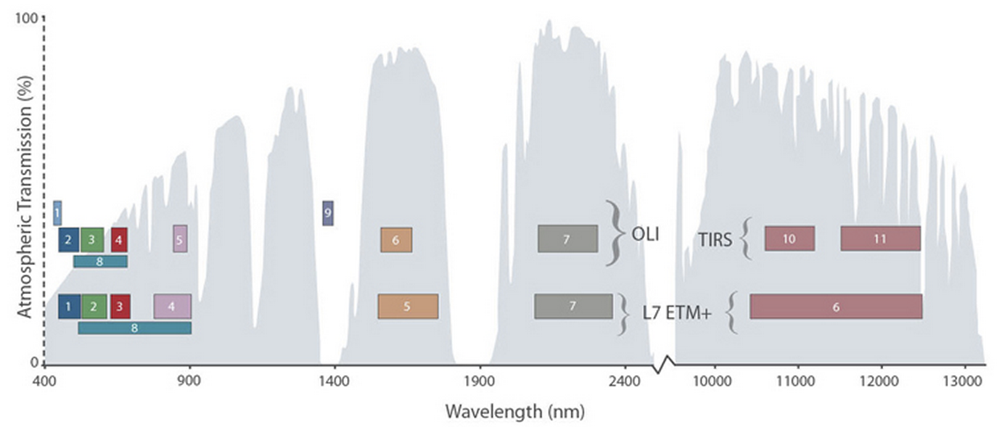 100
Atmospheric Transmission (%)
0
1
9
2 3 4 5 6 7 OLI TIRS 10 11
8
1 2 3 4 5 7 L7 ETM+ 6
8
400 900 1400 1900 2400 10000 11000 12000 13000
Wavelength (nm)